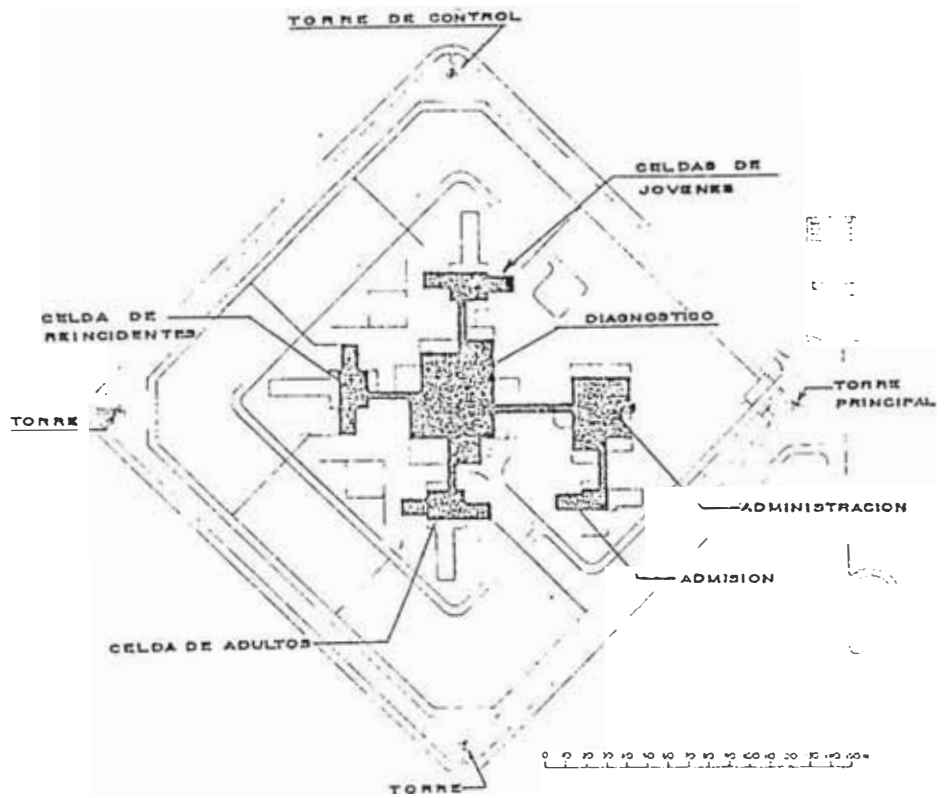 TORRE DE CONTROL
CELDAS DE
JOVENES
CELDA DE
REINCIDENTES
DIAGNOSTICO
TORRE
PRINCIPAL
TORRE
ADMINISTRACION
ADMISION
CELDA DE ADULTOS
TORRE